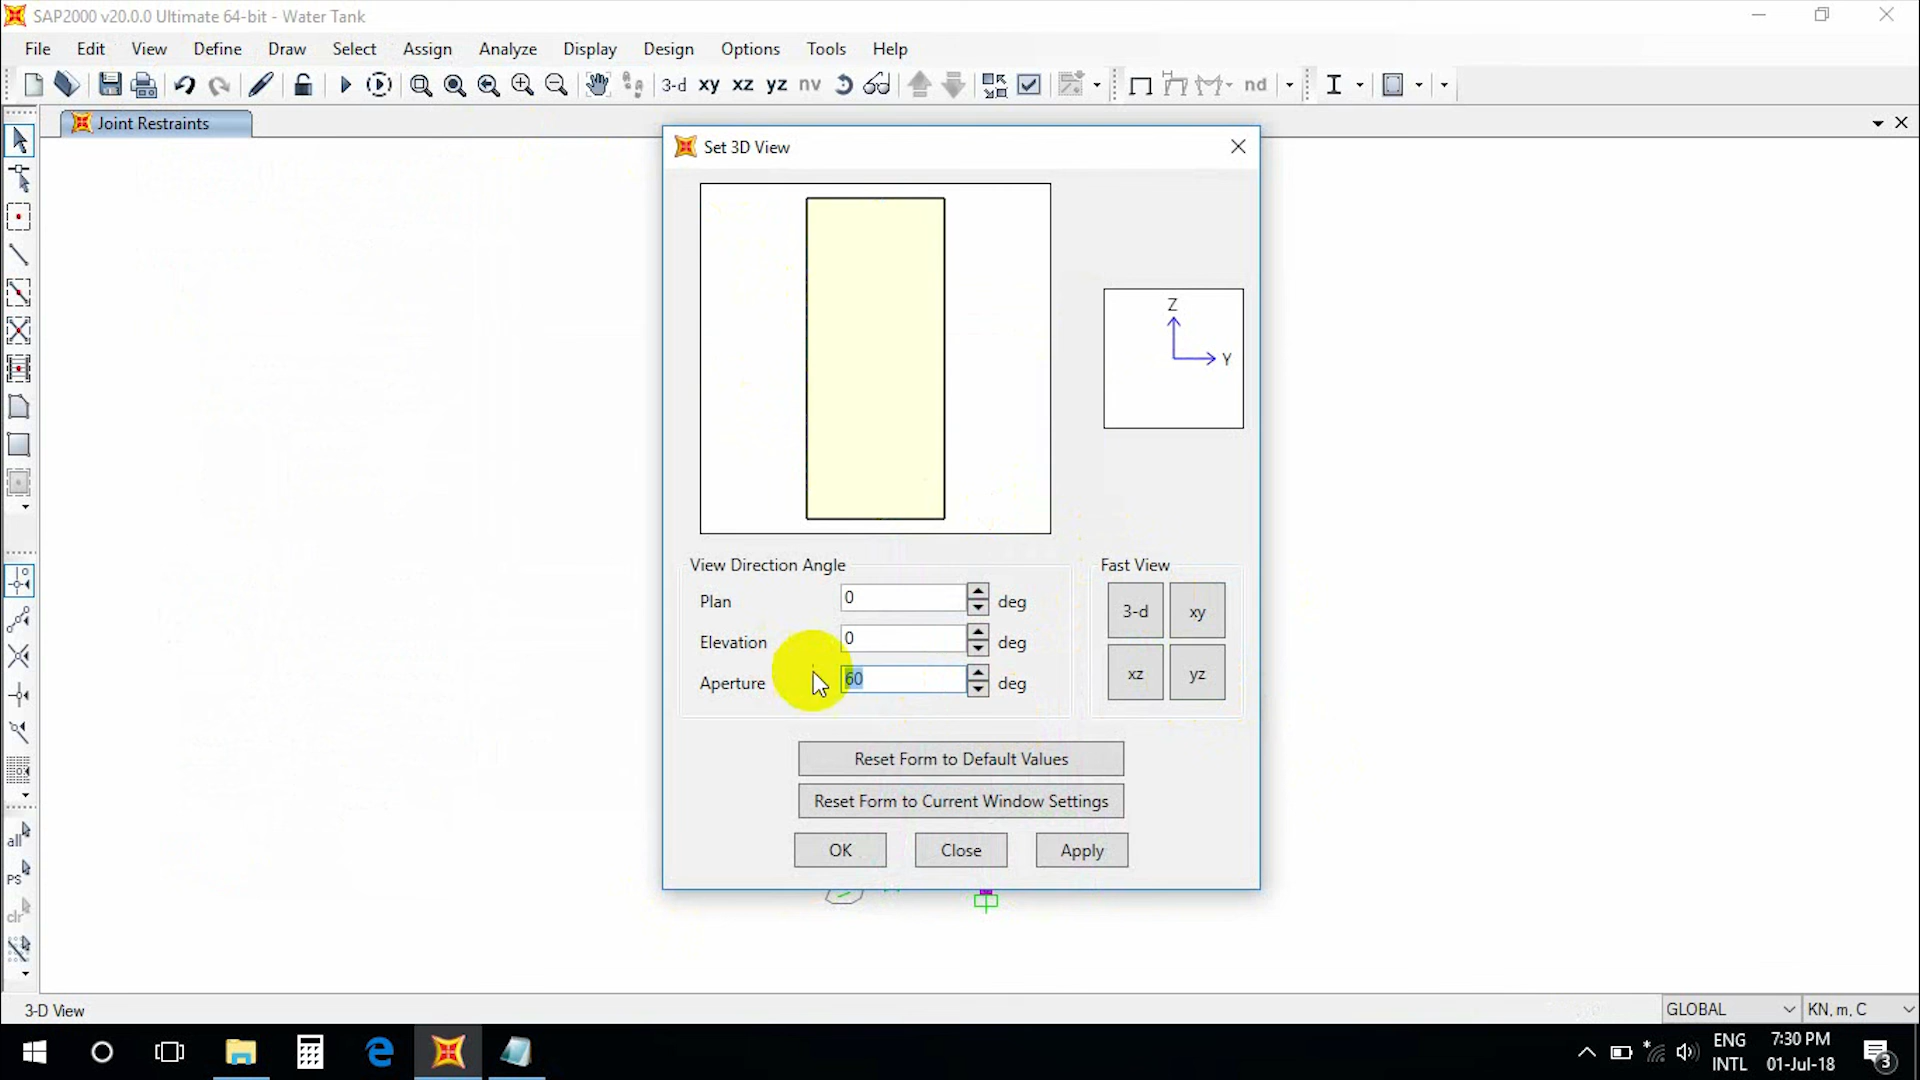 SAP2000 v20.0.0 Ultimate 64-bit - Water Tank
File Edit View Define Draw Select Assign Analyze Display Design Options Tools Help
3-d xy xz yz nv nd
Joint Restraints
Set 3D View
Z
Y
View Direction Angle
Plan 0 deg
Elevation 0 deg
Aperture 60 deg
Fast View
3-d xy
xz yz
Reset Form to Default Values
Reset Form to Current Window Settings
OK Close Apply
all
PS
clr
3-D View
GLOBAL
KN, m, C
ENG
INTL
7:30 PM
01-Jul-18
3